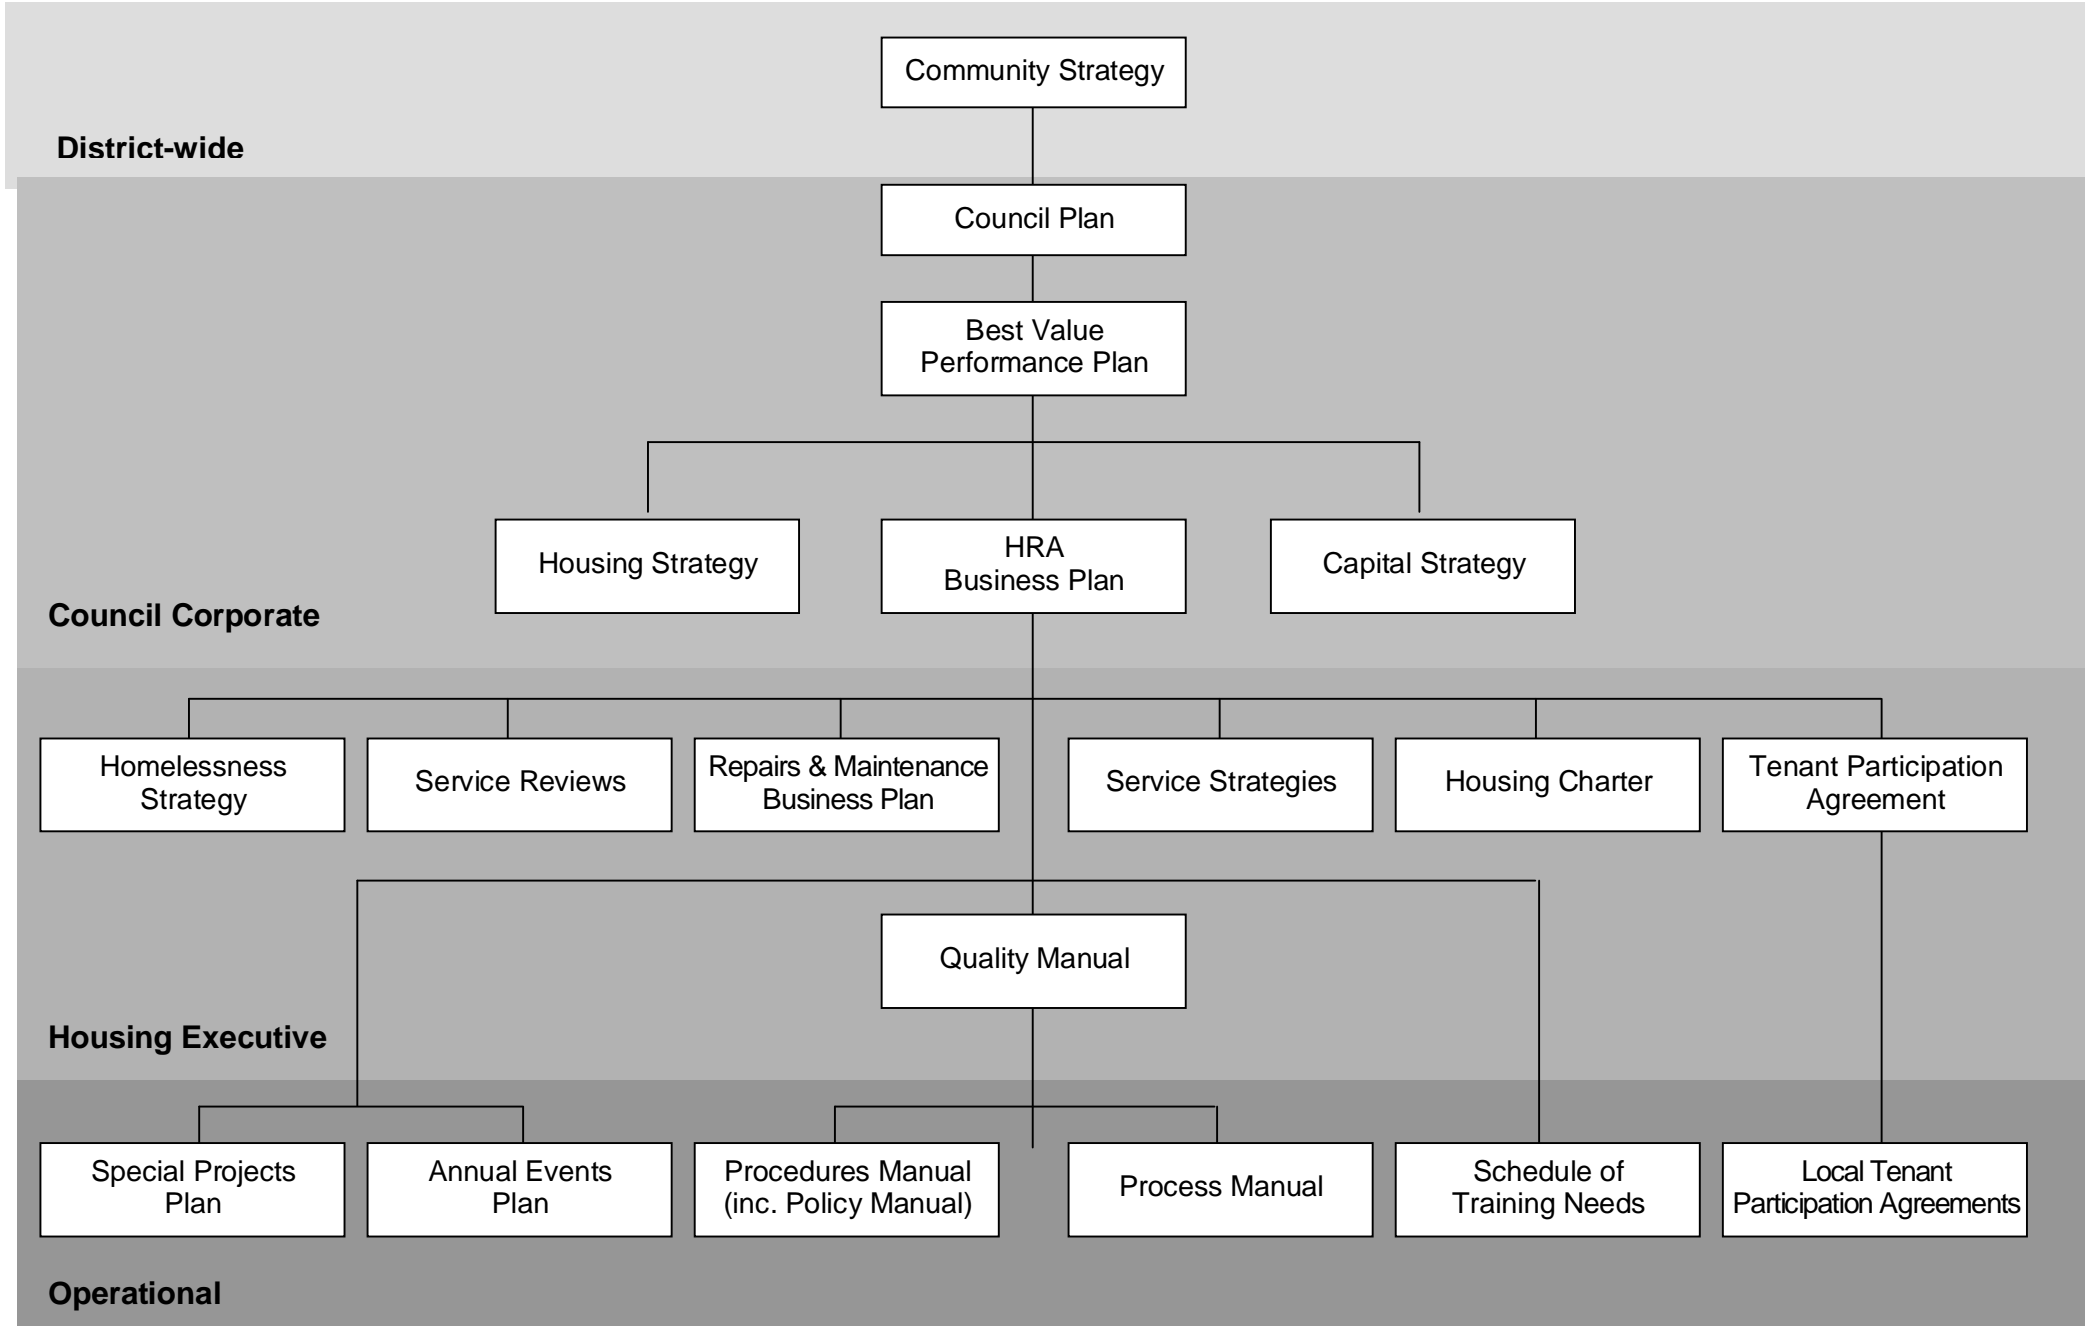 Community Strategy
District-wide
Council Plan
Best Value
Performance Plan
Housing Strategy
HRA
Business Plan
Capital Strategy
Council Corporate
Homelessness
Strategy
Service Reviews
Repairs & Maintenance
Business Plan
Service Strategies
Housing Charter
Tenant Participation
Agreement
Quality Manual
Housing Executive
Special Projects
Plan
Annual Events
Plan
Procedures Manual
(inc. Policy Manual)
Process Manual
Schedule of
Training Needs
Local Tenant
Participation Agreements
Operational